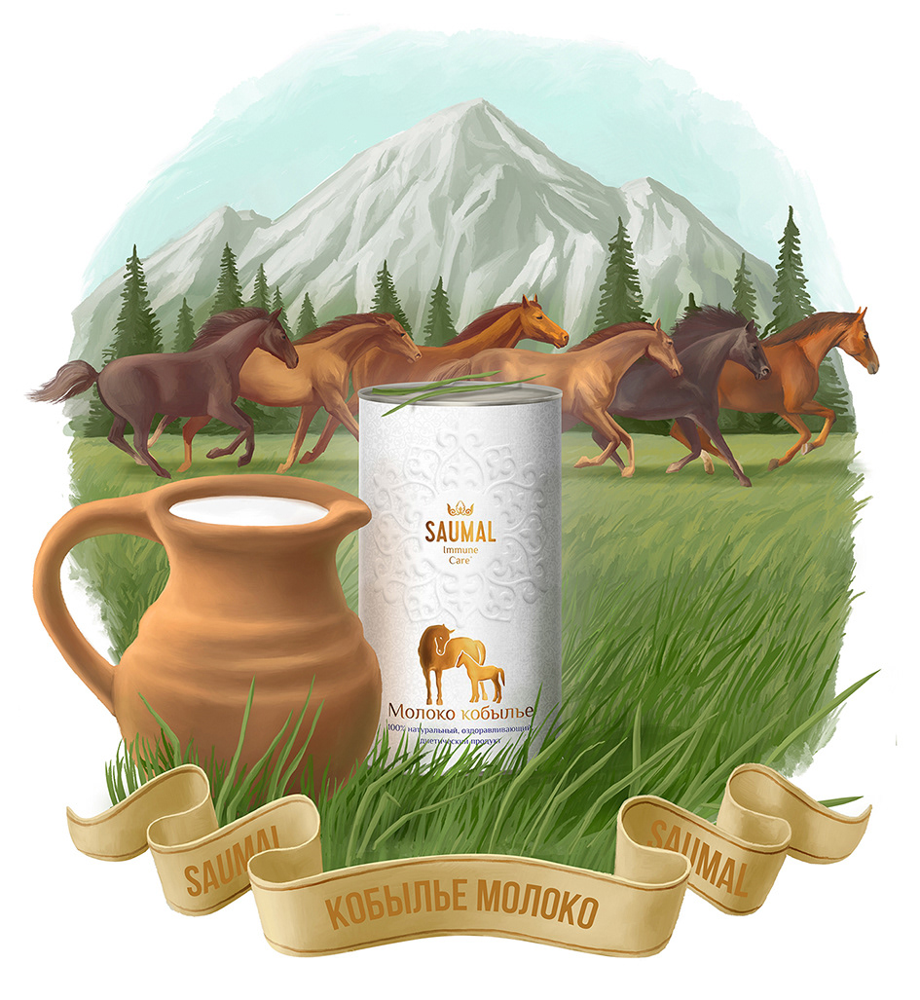 SAUMAL
Immune
Care
Молоко кобылье
100% натуральный, оздоравливающий
диетический продукт
SAUMAL
КОБЫЛЬЕ МОЛОКО
SAUMAL